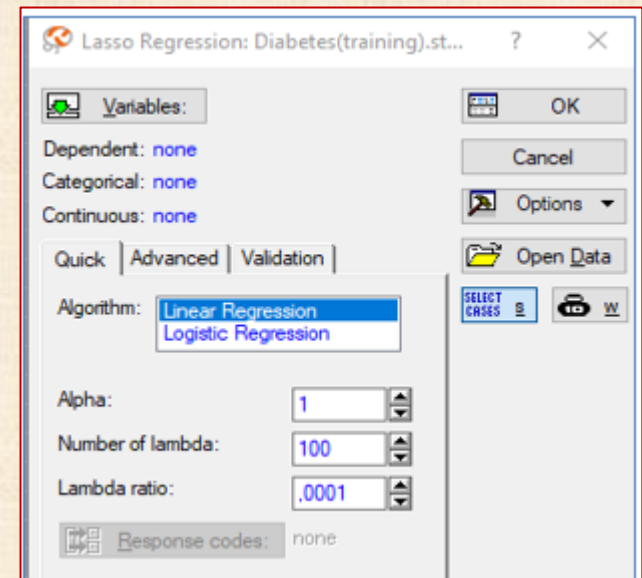 Lasso Regression: Diabetes(training).st... ? ×
Variables:
OK
Dependent: none
Cancel
Categorical: none
Continuous: none
Options
Quick Advanced Validation
Open Data
Algorithm: Linear Regression
Logistic Regression
SELECT CASES S W
Alpha: 1
Number of lambda: 100
Lambda ratio: ,0001
Response codes: none